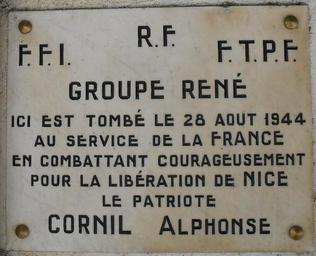 R.F.
F.F.I. F.T.P.F.
GROUPE RENÉ
ICI EST TOMBÉ LE 28 AOUT 1944
AU SERVICE DE LA FRANCE
EN COMBATTANT COURAGEUSEMENT
POUR LA LIBÉRATION DE NICE
LE PATRIOTE
CORNIL ALPHONSE